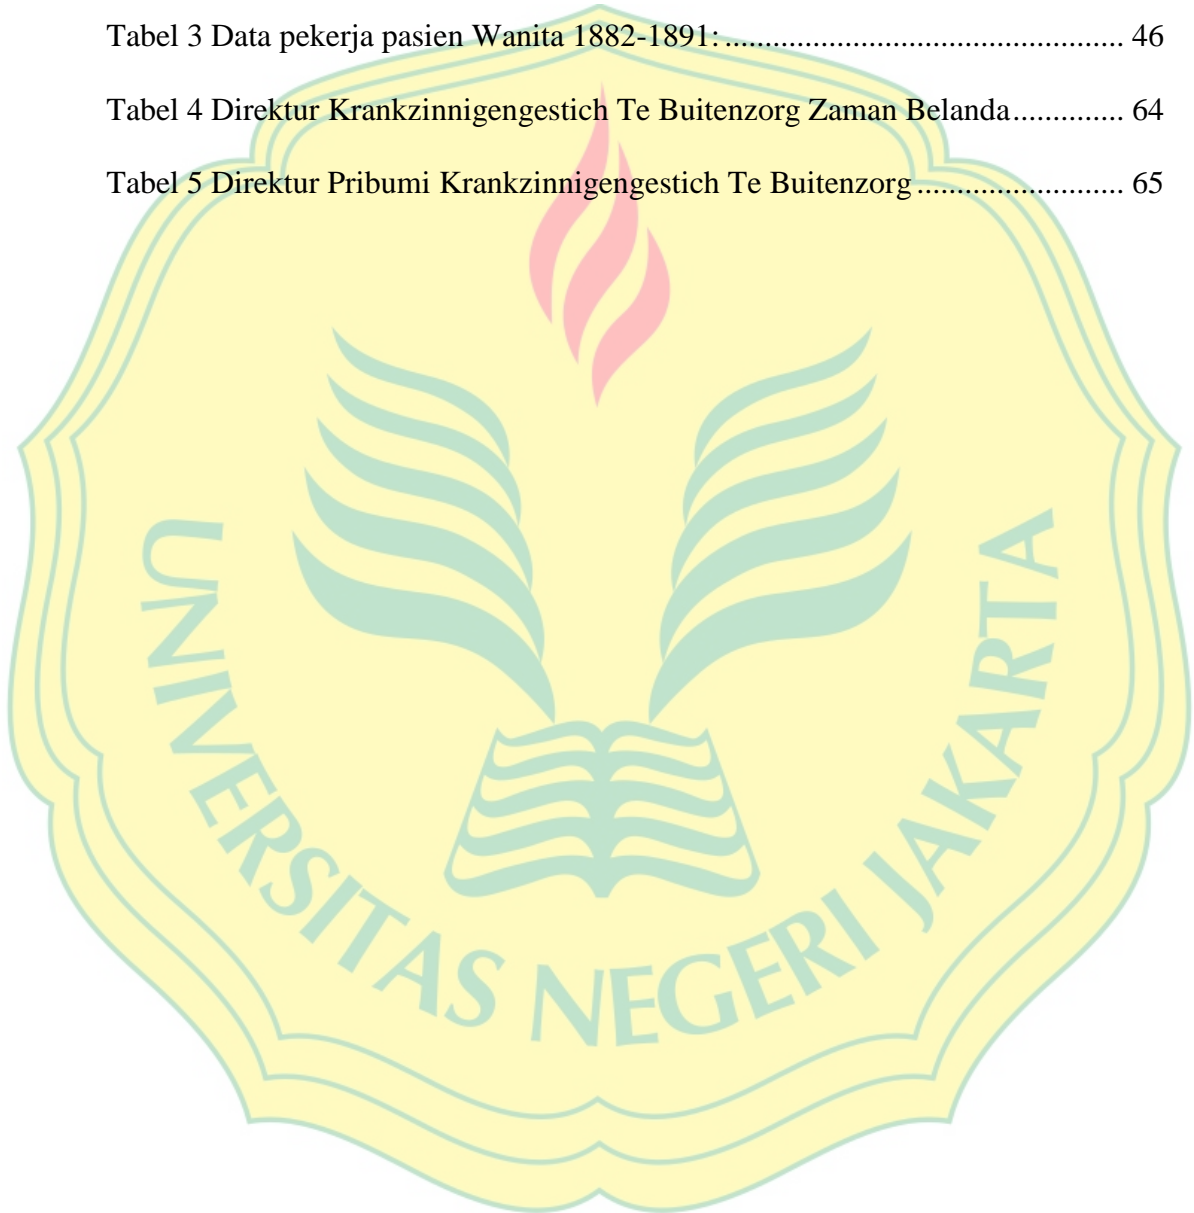 Tabel 3 Data pekerja pasien Wanita 1882-1891: .................................................. 46
Tabel 4 Direktur Krankzinnigengestich Te Buitenzorg Zaman Belanda.............. 64
Tabel 5 Direktur Pribumi Krankzinnigengestich Te Buitenzorg .......................... 65
UNIVERSITAS NEGERI JAKARTA